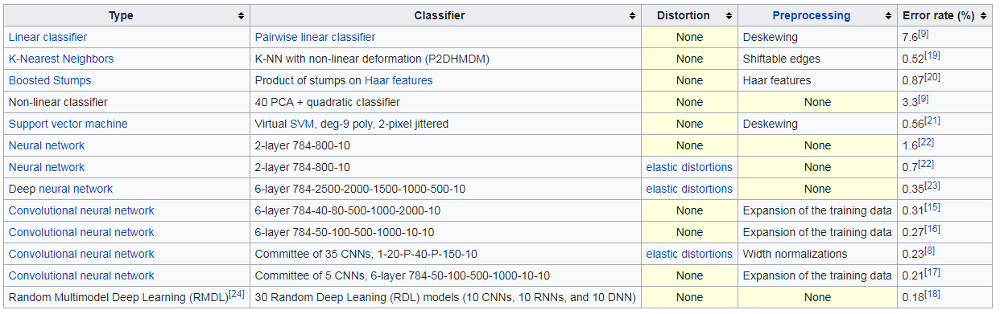 Type Classifier Distortion Preprocessing Error rate (%)
Linear classifier Pairwise linear classifier None Deskewing 7.6[9]
K-Nearest Neighbors K-NN with non-linear deformation (P2DHMDM) None Shiftable edges 0.52[19]
Boosted Stumps Product of stumps on Haar features None Haar features 0.87[20]
Non-linear classifier 40 PCA + quadratic classifier None None 3.3[9]
Support vector machine Virtual SVM, deg-9 poly, 2-pixel jittered None Deskewing 0.56[21]
Neural network 2-layer 784-800-10 None None 1.6[22]
Neural network 2-layer 784-800-10 elastic distortions None 0.7[22]
Deep neural network 6-layer 784-2500-2000-1500-1000-500-10 elastic distortions None 0.35[23]
Convolutional neural network 6-layer 784-40-80-500-1000-2000-10 None Expansion of the training data 0.31[15]
Convolutional neural network 6-layer 784-50-100-500-1000-10-10 None Expansion of the training data 0.27[16]
Convolutional neural network Committee of 35 CNNs, 1-20-P-40-P-150-10 elastic distortions Width normalizations 0.23[8]
Convolutional neural network Committee of 5 CNNs, 6-layer 784-50-100-500-1000-10-10 None Expansion of the training data 0.21[17]
Random Multimodel Deep Learning (RMDL)[24] 30 Random Deep Leaning (RDL) models (10 CNNs, 10 RNNs, and 10 DNN) None None 0.18[18]